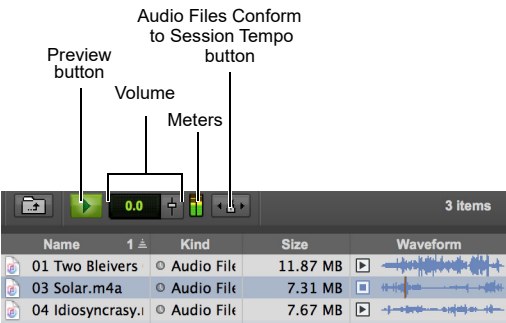 Audio Files Conform
to Session Tempo
button
Preview
button
Volume
Meters
0.0
3 items
Name 1 Kind Size Waveform
01 Two Bleivers Audio File 11.87 MB
03 Solar.m4a Audio File 7.31 MB
04 Idiosyncrasy.m Audio File 7.67 MB